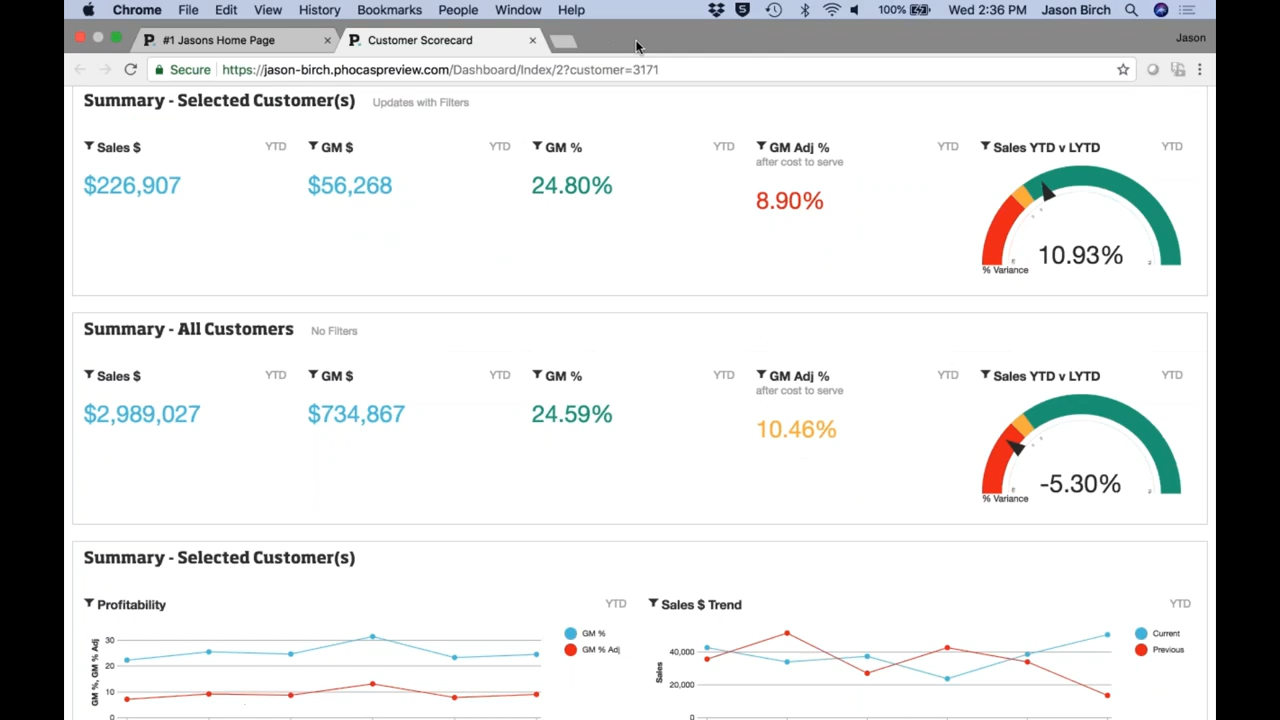 Chrome File Edit View History Bookmarks People Window Help 100% Wed 2:36 PM Jason Birch
#1 Jasons Home Page Customer Scorecard Jason
Secure https://jason-birch.phocaspreview.com/Dashboard/Index/2?customer=3171
Summary - Selected Customer(s) Updates with Filters
Sales $ YTD GM $ YTD GM % YTD GM Adj % YTD Sales YTD v LYTD YTD
after cost to serve
$226,907 $56,268 24.80% 8.90%
10.93%
% Variance
Summary - All Customers No Filters
Sales $ YTD GM $ YTD GM % YTD GM Adj % YTD Sales YTD v LYTD YTD
after cost to serve
$2,989,027 $734,867 24.59% 10.46%
-5.30%
% Variance
Summary - Selected Customer(s)
Profitability YTD Sales $ Trend YTD
GM %, GM % Adj
30
20
10
0
GM %
GM % Adj
Sales
40,000
20,000
0
Current
Previous